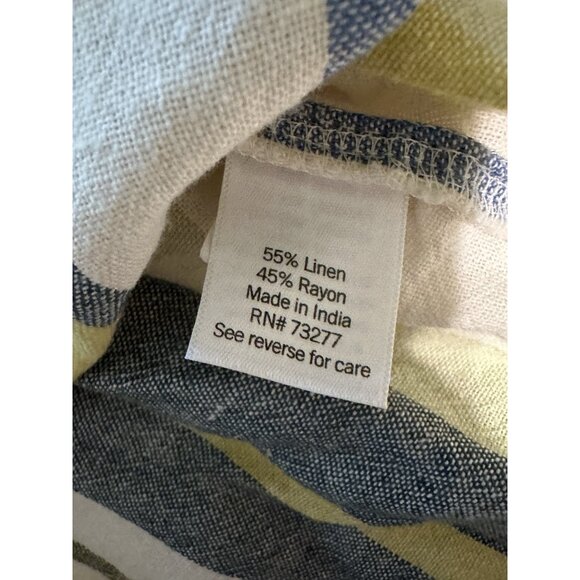 55% Linen
45% Rayon
Made in India
RN# 73277
See reverse for care